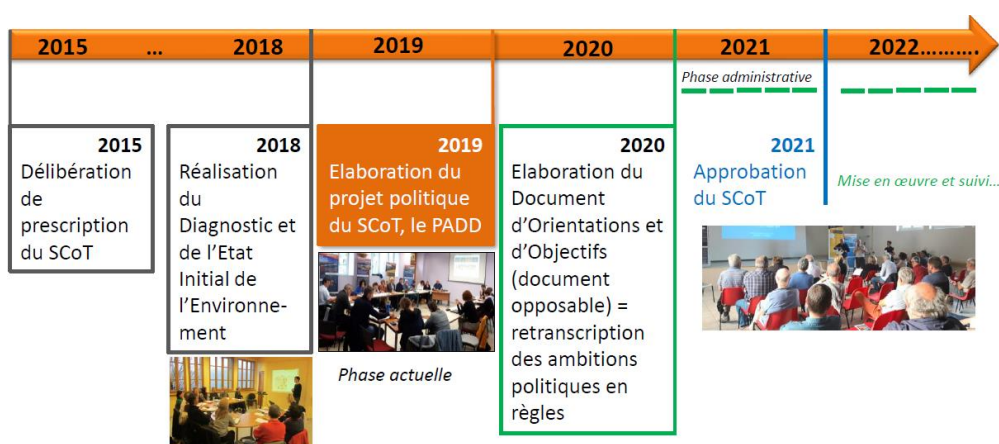 2015 ... 2018 2019 2020 2021 2022..........
Phase administrative
2015
Délibération
de
prescription
du SCoT
2018
Réalisation
du
Diagnostic et
de l’Etat
Initial de
l’Environne-
ment
2019
Elaboration du
projet politique
du SCoT, le PADD
Phase actuelle
2020
Elaboration du
Document
d’Orientations et
d’Objectifs
(document
opposable) =
retranscription
des ambitions
politiques en
règles
2021
Approbation
du SCoT
Mise en œuvre et suivi...